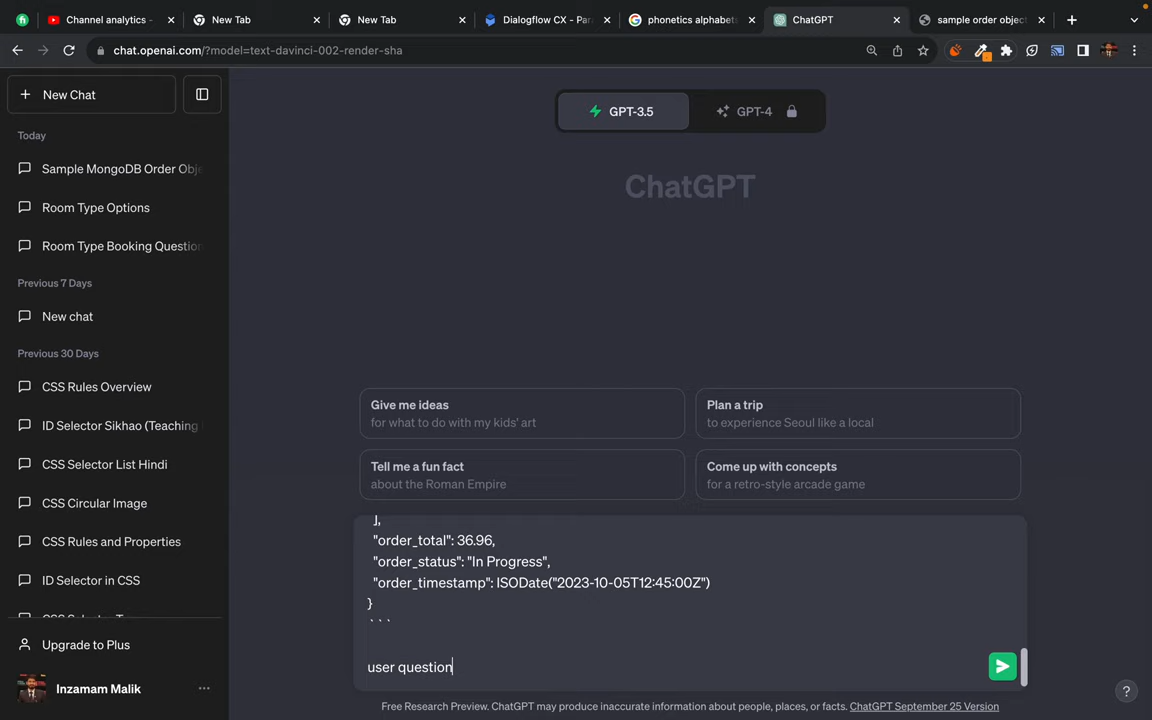 Channel analytics -
New Tab
New Tab
Dialogflow CX - Par
phonetics alphabets
ChatGPT
sample order object
chat.openai.com/?model=text-davinci-002-render-sha
New Chat
GPT-3.5
GPT-4
Today
Sample MongoDB Order Obje
Room Type Options
Room Type Booking Question
Previous 7 Days
New chat
Previous 30 Days
CSS Rules Overview
ID Selector Sikhao (Teaching
CSS Selector List Hindi
CSS Circular Image
CSS Rules and Properties
ID Selector in CSS
Upgrade to Plus
Inzamam Malik
ChatGPT
Give me ideas
for what to do with my kids' art
Plan a trip
to experience Seoul like a local
Tell me a fun fact
about the Roman Empire
Come up with concepts
for a retro-style arcade game
],
"order_total": 36.96,
"order_status": "In Progress",
"order_timestamp": ISODate("2023-10-05T12:45:00Z")
}
```
user question
Free Research Preview. ChatGPT may produce inaccurate information about people, places, or facts. ChatGPT September 25 Version
?